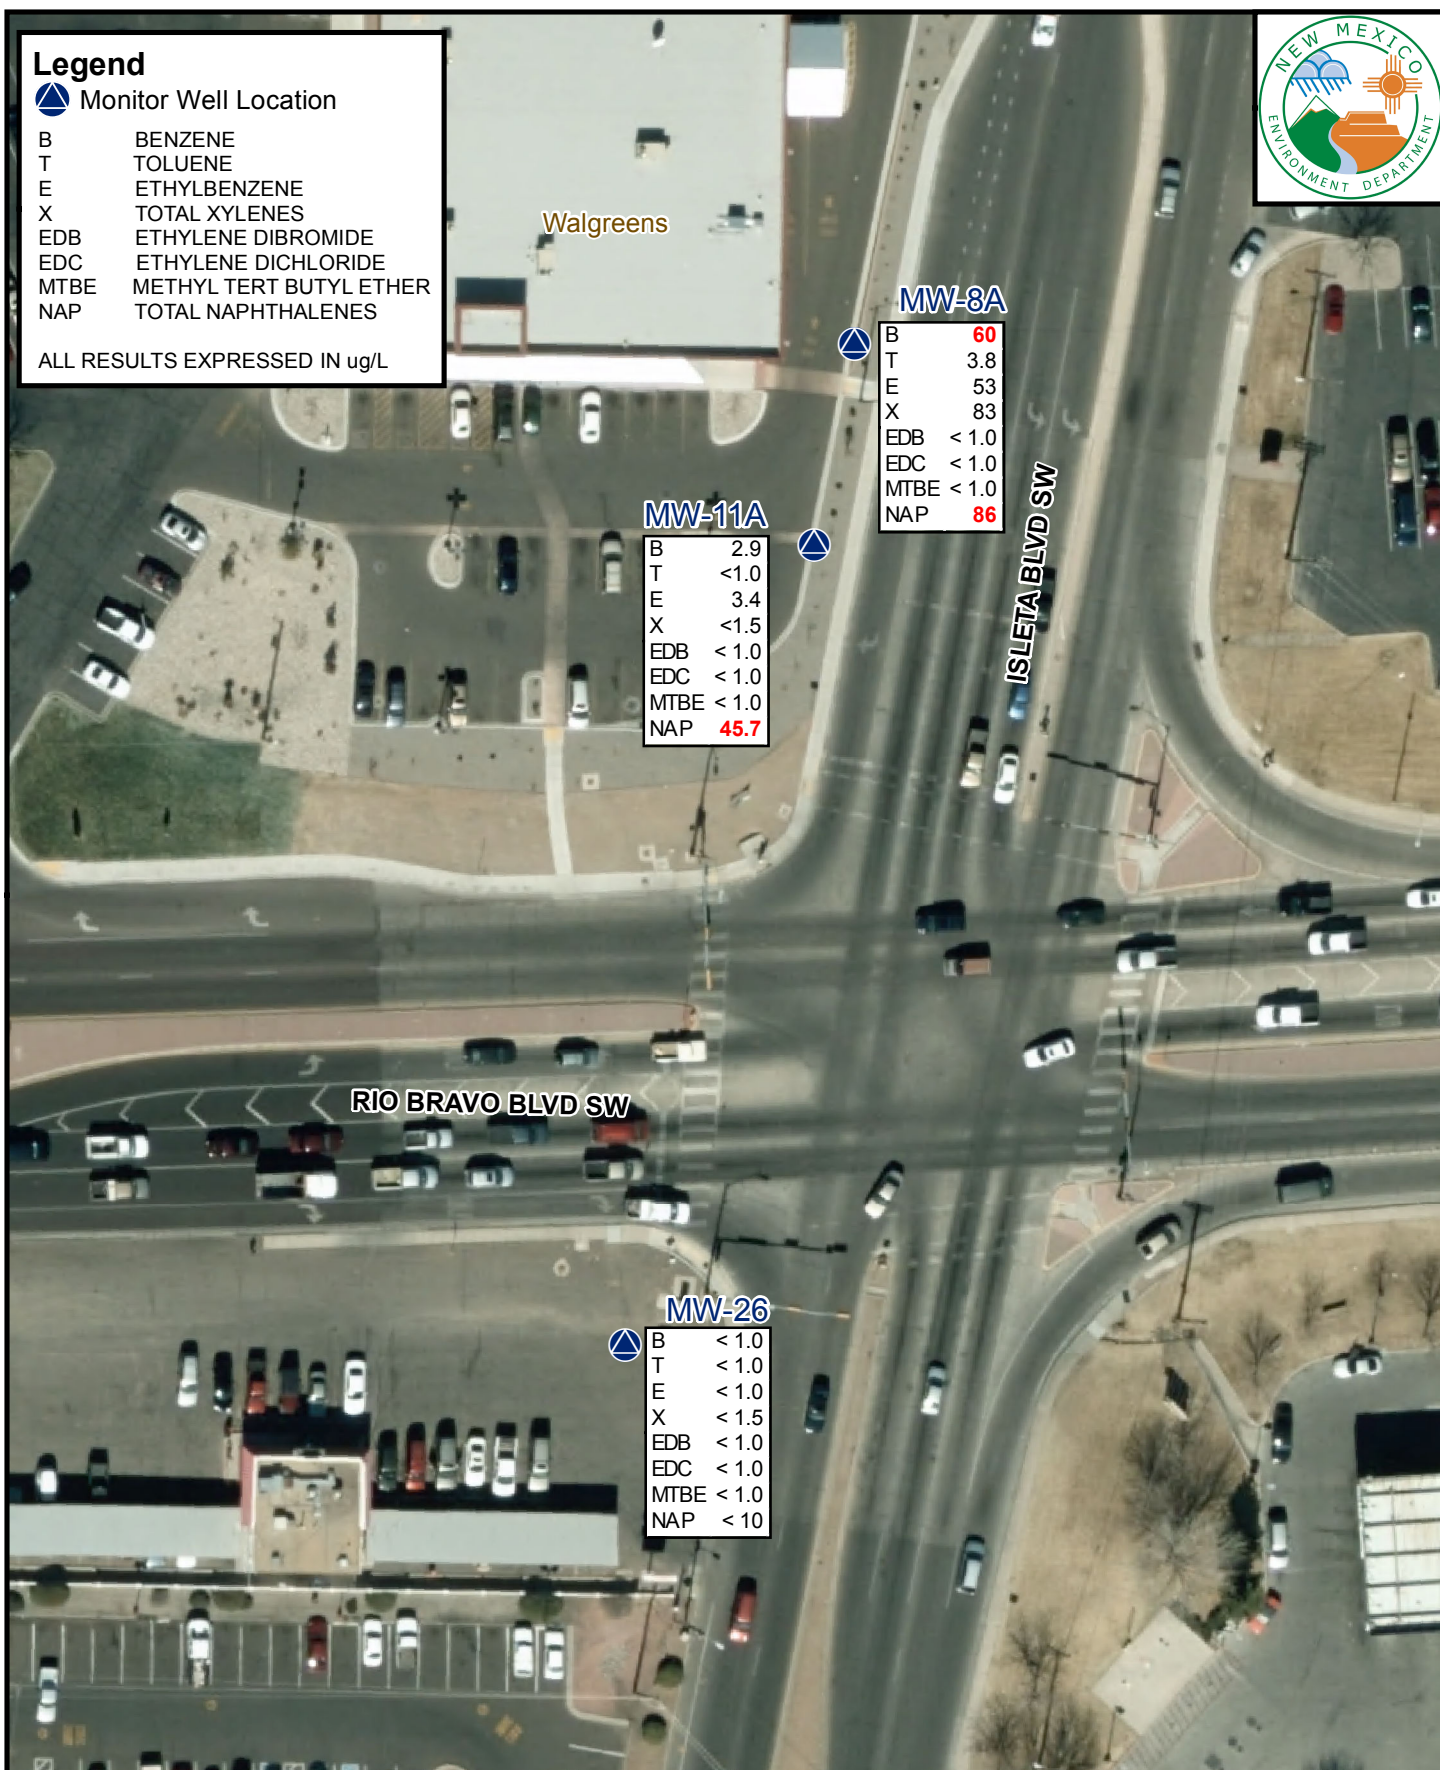 Legend
Monitor Well Location
B BENZENE
T TOLUENE
E ETHYLBENZENE
X TOTAL XYLENES
EDB ETHYLENE DIBROMIDE
EDC ETHYLENE DICHLORIDE
MTBE METHYL TERT BUTYL ETHER
NAP TOTAL NAPHTHALENES
ALL RESULTS EXPRESSED IN ug/L
NEW MEXICO
ENVIRONMENT DEPARTMENT
Walgreens
MW-8A
B 60
T 3.8
E 53
X 83
EDB < 1.0
EDC < 1.0
MTBE < 1.0
NAP 86
MW-11A
B 2.9
T <1.0
E 3.4
X <1.5
EDB < 1.0
EDC < 1.0
MTBE < 1.0
NAP 45.7
ISLETA BLVD SW
RIO BRAVO BLVD SW
MW-26
B < 1.0
T < 1.0
E < 1.0
X < 1.5
EDB < 1.0
EDC < 1.0
MTBE < 1.0
NAP < 10